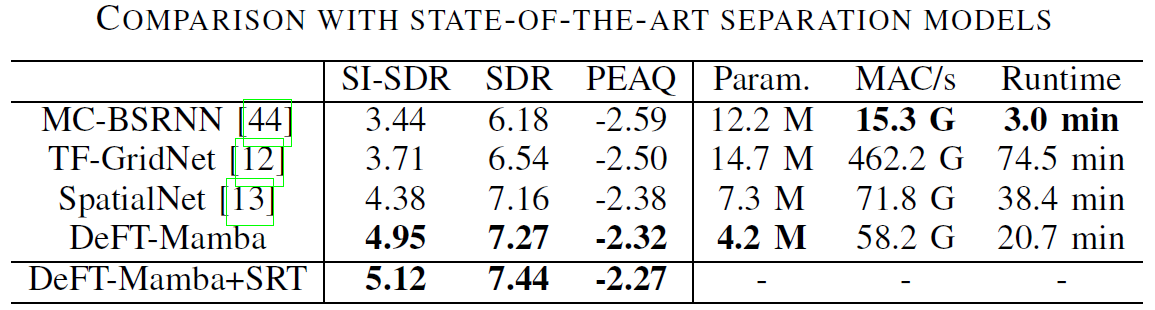 COMPARISON WITH STATE-OF-THE-ART SEPARATION MODELS
SI-SDR SDR PEAQ Param. MAC/s Runtime
MC-BSRNN [44] 3.44 6.18 -2.59 12.2 M 15.3 G 3.0 min
TF-GridNet [12] 3.71 6.54 -2.50 14.7 M 462.2 G 74.5 min
SpatialNet [13] 4.38 7.16 -2.38 7.3 M 71.8 G 38.4 min
DeFT-Mamba 4.95 7.27 -2.32 4.2 M 58.2 G 20.7 min
DeFT-Mamba+SRT 5.12 7.44 -2.27 - - -